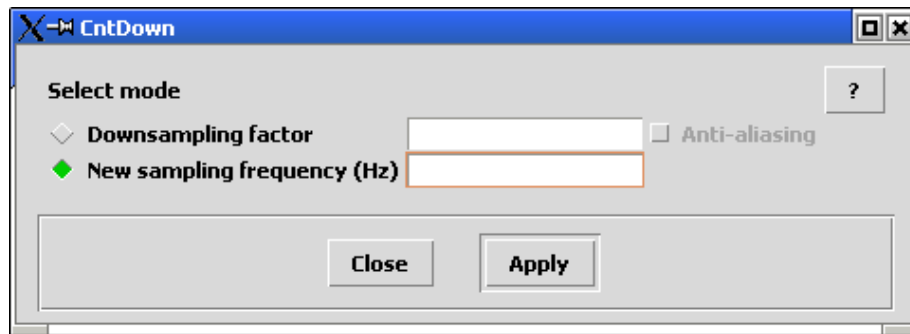 CntDown
Select mode
?
Downsampling factor
Anti-aliasing
New sampling frequency (Hz)
Close
Apply